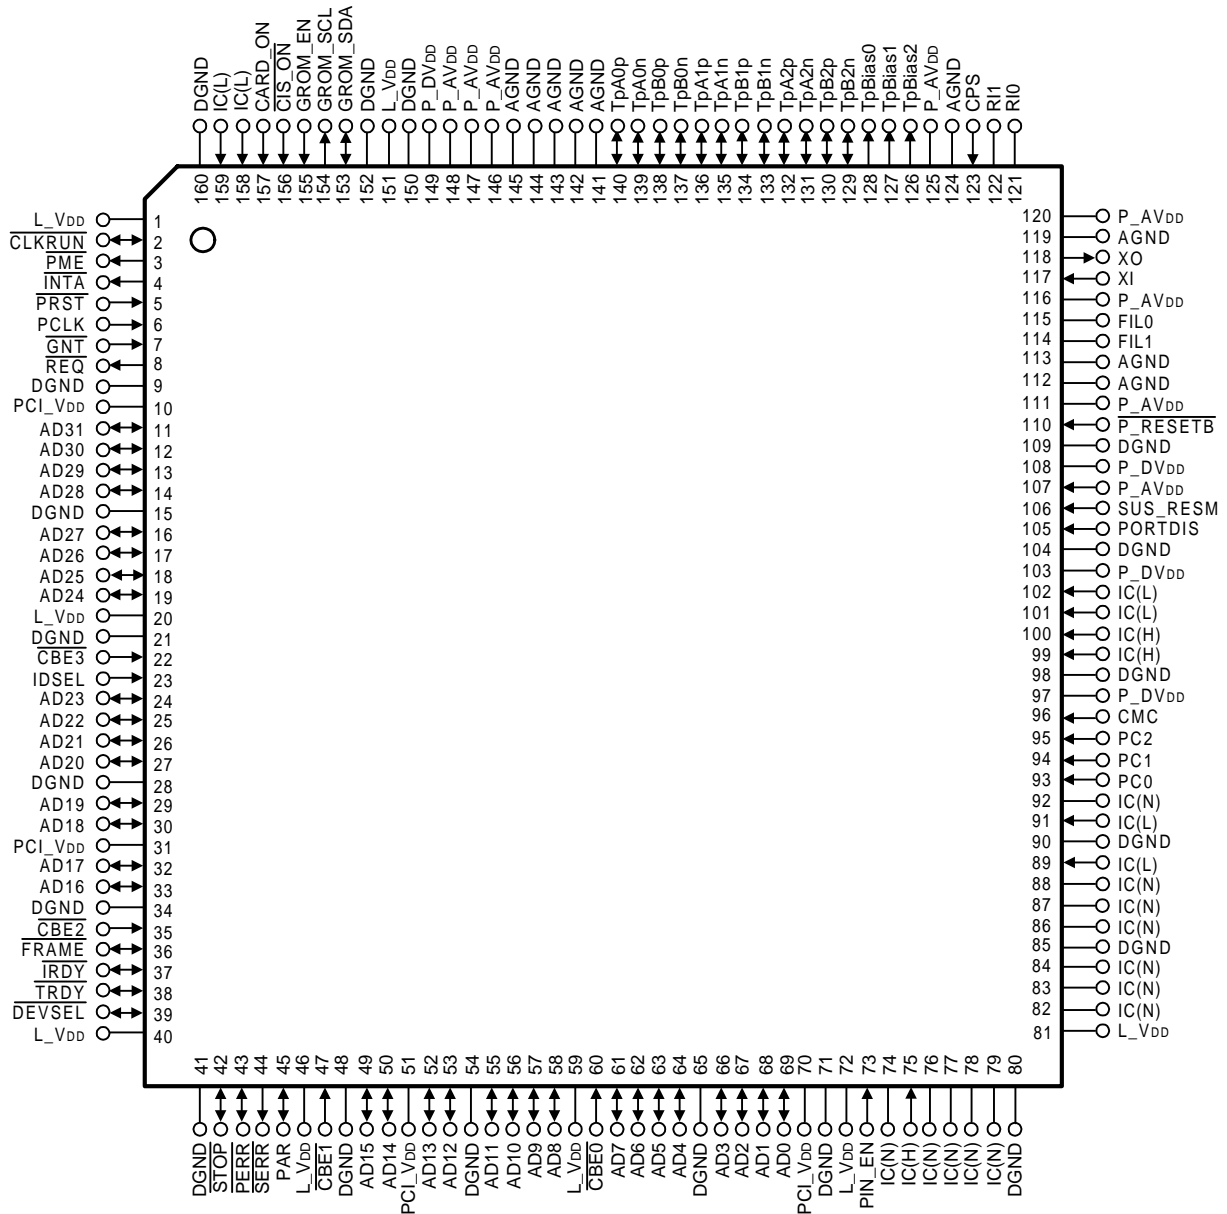 DGND IC(L) IC(L) CARD_ON CIS_ON GROM_EN GROM_SCL GROM_SDA DGND L_VDD DGND P_DVDD P_AVDD P_AVDD P_AVDD AGND AGND AGND AGND AGND TpA0p TpA0n TpB0p TpB0n TpA1p TpA1n TpB1p TpB1n TpA2p TpA2n TpB2p TpB2n TpBias0 TpBias1 TpBias2 P_AVDD AGND CPS RI1 RI0
160 159 158 157 156 155 154 153 152 151 150 149 148 147 146 145 144 143 142 141 140 139 138 137 136 135 134 133 132 131 130 129 128 127 126 125 124 123 122 121
L_VDD 1
CLKRUN 2
PME 3
INTA 4
PRST 5
PCLK 6
GNT 7
REQ 8
DGND 9
PCI_VDD 10
AD31 11
AD30 12
AD29 13
AD28 14
DGND 15
AD27 16
AD26 17
AD25 18
AD24 19
L_VDD 20
DGND 21
CBE3 22
IDSEL 23
AD23 24
AD22 25
AD21 26
AD20 27
DGND 28
AD19 29
AD18 30
PCI_VDD 31
AD17 32
AD16 33
DGND 34
CBE2 35
FRAME 36
IRDY 37
TRDY 38
DEVSEL 39
L_VDD 40
120 P_AVDD
119 AGND
118 XO
117 XI
116 P_AVDD
115 FIL0
114 FIL1
113 AGND
112 AGND
111 P_AVDD
110 P_RESETB
109 DGND
108 P_DVDD
107 P_AVDD
106 SUS_RESM
105 PORTDIS
104 DGND
103 P_DVDD
102 IC(L)
101 IC(L)
100 IC(H)
99 IC(H)
98 DGND
97 P_DVDD
96 CMC
95 PC2
94 PC1
93 PC0
92 IC(N)
91 IC(L)
90 DGND
89 IC(L)
88 IC(N)
87 IC(N)
86 IC(N)
85 DGND
84 IC(N)
83 IC(N)
82 IC(N)
81 L_VDD
41 42 43 44 45 46 47 48 49 50 51 52 53 54 55 56 57 58 59 60 61 62 63 64 65 66 67 68 69 70 71 72 73 74 75 76 77 78 79 80
DGND STOP PERR SERR PAR L_VDD CBE1 DGND AD15 AD14 PCI_VDD AD13 AD12 DGND AD11 AD10 AD9 AD8 L_VDD CBE0 AD7 AD6 AD5 AD4 DGND AD3 AD2 AD1 AD0 PCI_VDD DGND L_VDD PIN_EN IC(N) IC(H) IC(N) IC(N) IC(N) IC(N) DGND